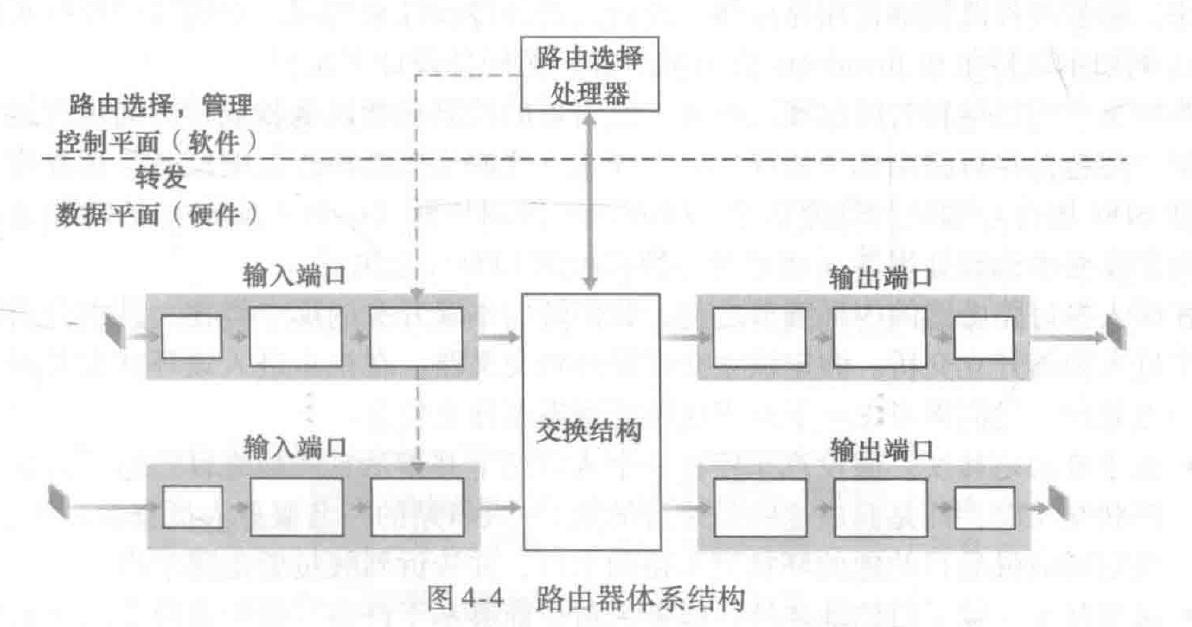 路由选择
处理器
路由选择、管理
控制平面（软件）
转发
数据平面（硬件）
输入端口
输出端口
交换结构
输入端口
输出端口
图 4-4 路由器体系结构